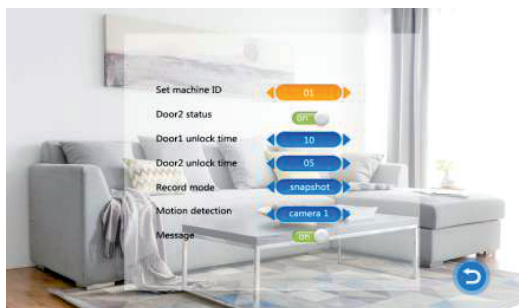 Set machine ID 01
Door2 status on
Door1 unlock time 10
Door2 unlock time 05
Record mode snapshot
Motion detection camera 1
Message on